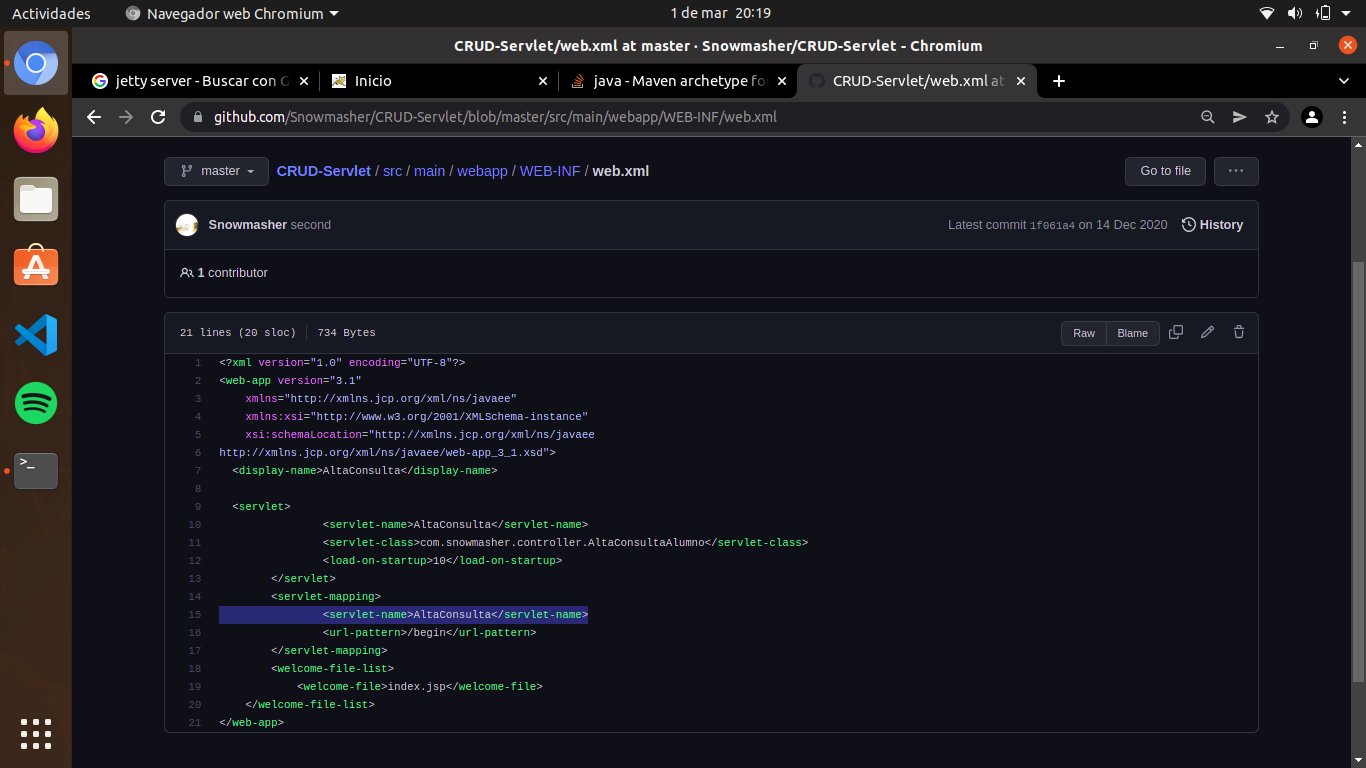 Actividades
Navegador web Chromium
1 de mar 20:19
CRUD-Servlet/web.xml at master · Snowmasher/CRUD-Servlet - Chromium
jetty server - Buscar con G
Inicio
java - Maven archetype fo
CRUD-Servlet/web.xml at
github.com/Snowmasher/CRUD-Servlet/blob/master/src/main/webapp/WEB-INF/web.xml
master
CRUD-Servlet / src / main / webapp / WEB-INF / web.xml
Go to file
Snowmasher second
Latest commit 1f061a4 on 14 Dec 2020
History
1 contributor
21 lines (20 sloc)
734 Bytes
Raw
Blame
1 <?xml version="1.0" encoding="UTF-8"?>
2 <web-app version="3.1"
3 xmlns="http://xmlns.jcp.org/xml/ns/javaee"
4 xmlns:xsi="http://www.w3.org/2001/XMLSchema-instance"
5 xsi:schemaLocation="http://xmlns.jcp.org/xml/ns/javaee
6 http://xmlns.jcp.org/xml/ns/javaee/web-app_3_1.xsd">
7 <display-name>AltaConsulta</display-name>
8
9 <servlet>
10 <servlet-name>AltaConsulta</servlet-name>
11 <servlet-class>com.snowmasher.controller.AltaConsultaAlumno</servlet-class>
12 <load-on-startup>10</load-on-startup>
13 </servlet>
14 <servlet-mapping>
15 <servlet-name>AltaConsulta</servlet-name>
16 <url-pattern>/begin</url-pattern>
17 </servlet-mapping>
18 <welcome-file-list>
19 <welcome-file>index.jsp</welcome-file>
20 </welcome-file-list>
21 </web-app>